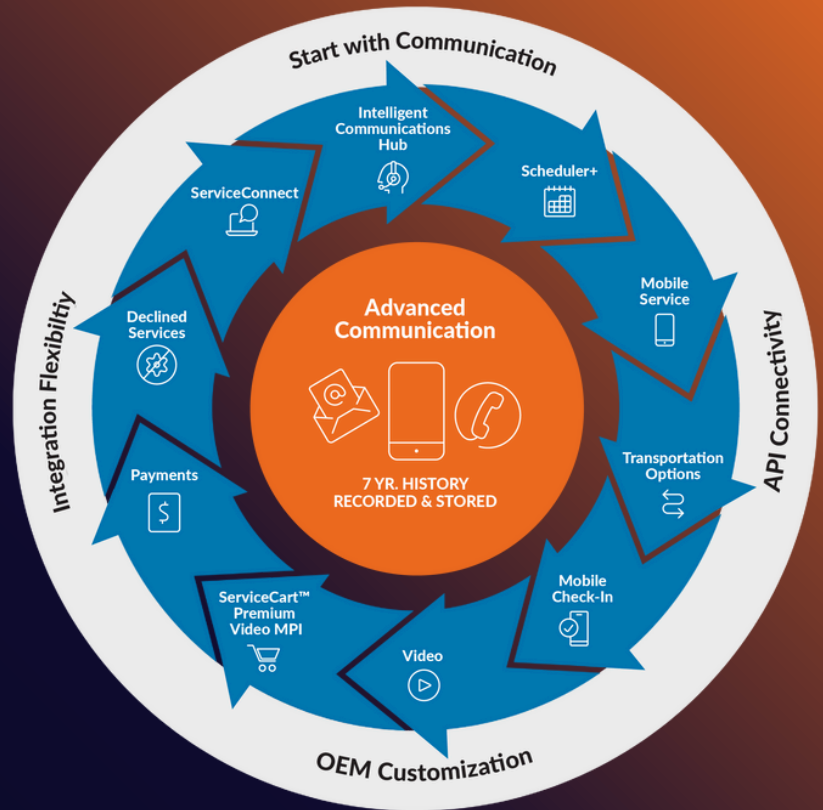 Start with Communication
Intelligent
Communications
Hub
Scheduler+
Mobile
Service
API Connectivity
Transportation
Options
Mobile
Check-In
Video
OEM Customization
ServiceCart™
Premium
Video MPI
Payments
Integration Flexibiltiy
Declined
Services
ServiceConnect
Advanced
Communication
@
$
7 YR. HISTORY
RECORDED & STORED